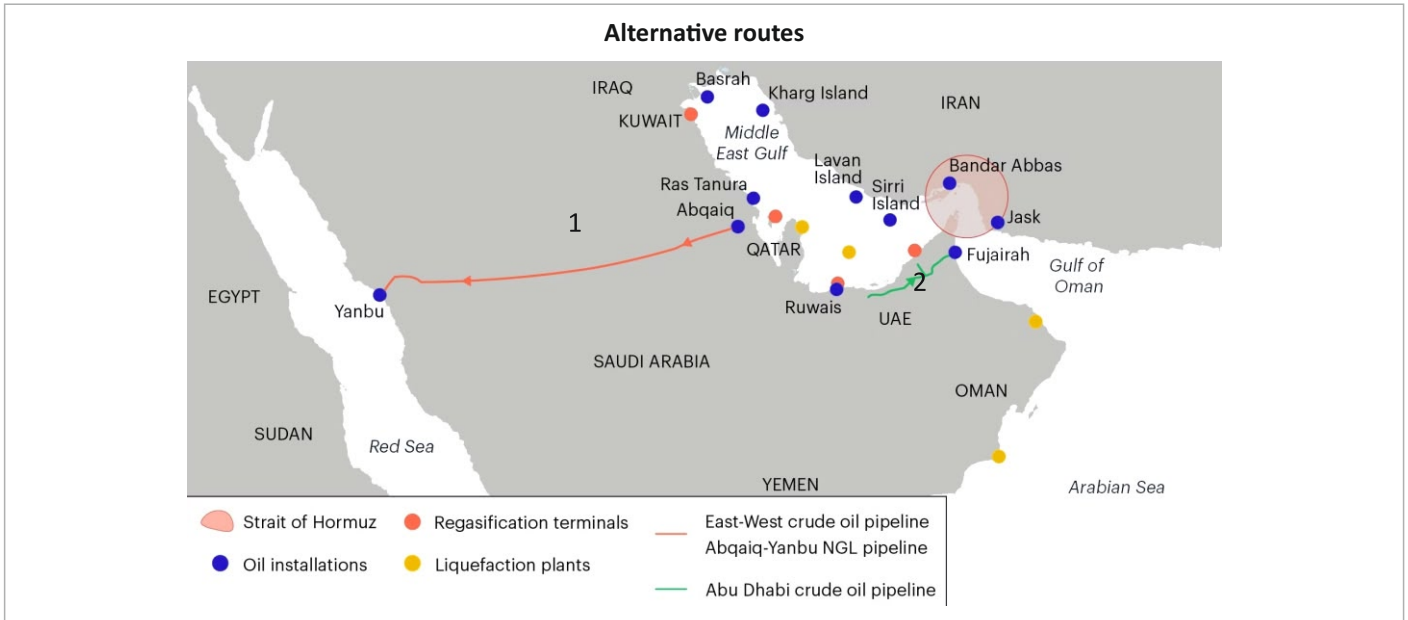 Alternative routes
IRAQ
Basrah
Kharg Island
IRAN
KUWAIT
Middle
East Gulf
Lavan
Island
Bandar Abbas
Ras Tanura
Sirri
Island
Abqaiq
Jask
1
QATAR
Fujairah
Gulf of
Oman
2
EGYPT
Yanbu
Ruwais
UAE
SAUDI ARABIA
OMAN
SUDAN
Red Sea
YEMEN
Arabian Sea
Strait of Hormuz
Regasification terminals
East-West crude oil pipeline
Abqaiq-Yanbu NGL pipeline
Oil installations
Liquefaction plants
Abu Dhabi crude oil pipeline